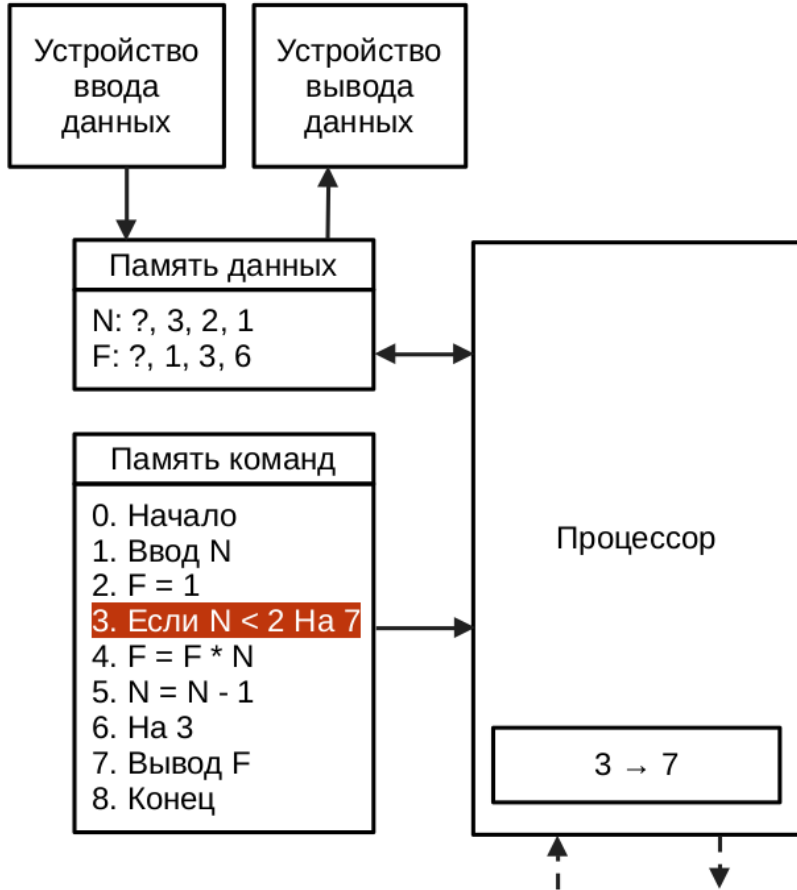 Устройство
ввода
данных
Устройство
вывода
данных
Память данных
N: ?, 3, 2, 1
F: ?, 1, 3, 6
Память команд
0. Начало
1. Ввод N
2. F = 1
3. Если N < 2 На 7
4. F = F * N
5. N = N - 1
6. На 3
7. Вывод F
8. Конец
Процессор
3 → 7